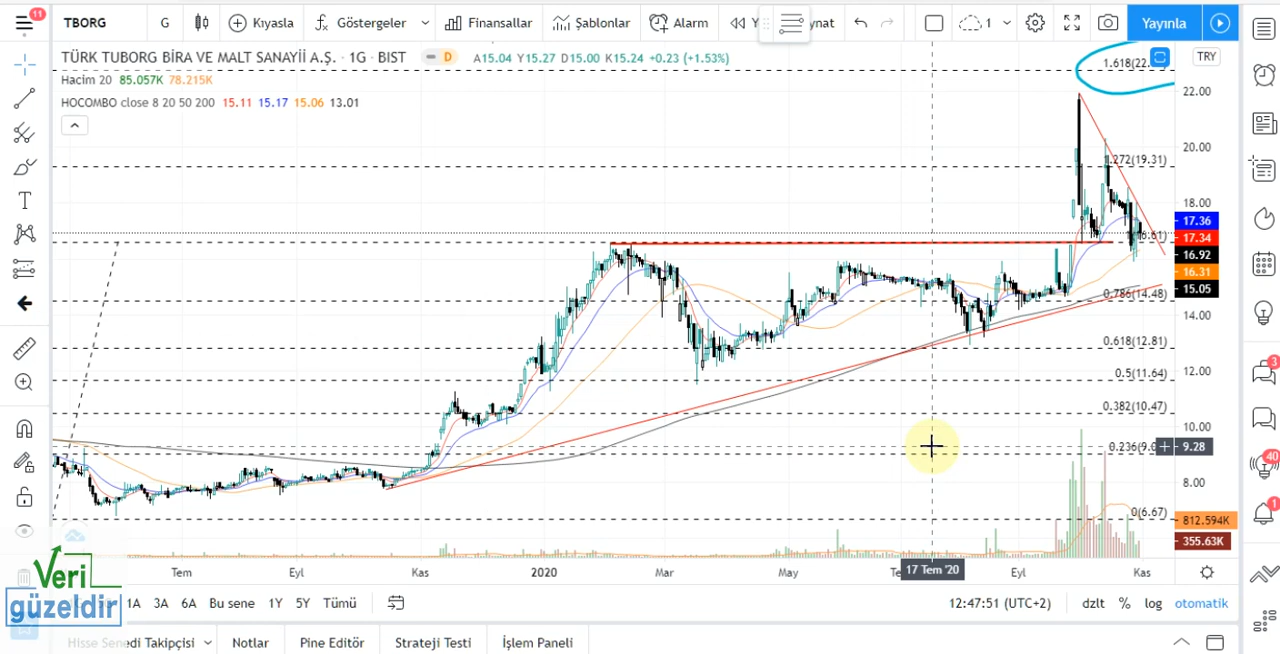 11
TBORG
G
Kıyasla
Göstergeler
Finansallar
Şablonlar
Alarm
ynat
1
Yayınla
TÜRK TUBORG BİRA VE MALT SANAYİİ A.Ş. · 1G · BIST
D
A15.04 Y15.27 D15.00 K15.24 +0.23 (+1.53%)
TRY
Hacim 20 85.057K 78.215K
HOCOMBO close 8 20 50 200 15.11 15.17 15.06 13.01
22.00
20.00
19.31)
18.00
17.36
17.34
16.92
16.31
15.05
0.786(14.48)
14.00
0.618(12.81)
12.00
0.5(11.64)
0.382(10.47)
10.00
9.28
8.00
0(6.67)
812.594K
355.63K
3
40
1
Tem
Eyl
Kas
2020
Mar
May
17 Tem '20
Eyl
Kas
Veri
güzeldir
1A
3A
6A
Bu sene
1Y
5Y
Tümü
12:47:51 (UTC+2)
dzlt
%
log
otomatik
Takipçisi
Notlar
Pine Editör
Strateji Testi
İşlem Paneli